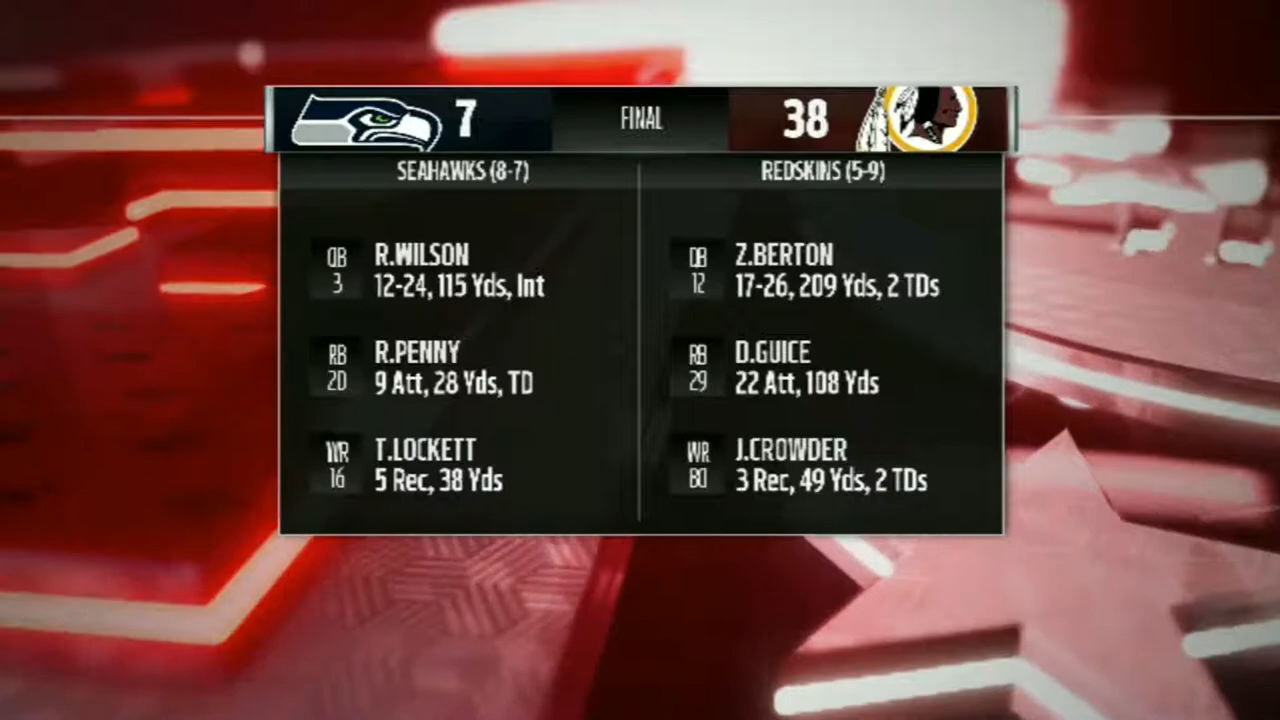 7 FINAL 38
SEAHAWKS (8-7) REDSKINS (5-9)
QB R.WILSON
3 12-24, 115 Yds, Int
RB R.PENNY
20 9 Att, 28 Yds, TD
WR T.LOCKETT
16 5 Rec, 38 Yds
QB Z.BERTON
12 17-26, 209 Yds, 2 TDs
RB D.GUICE
29 22 Att, 108 Yds
WR J.CROWDER
80 3 Rec, 49 Yds, 2 TDs